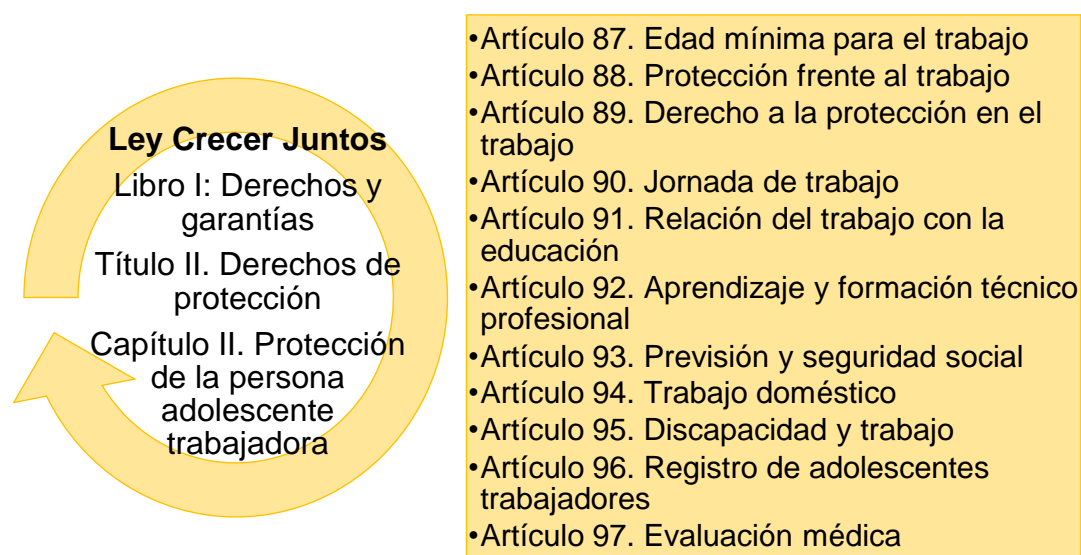 Ley Crecer Juntos
Libro I: Derechos y
garantías
Título II. Derechos de
protección
Capítulo II. Protección
de la persona
adolescente
trabajadora
•Artículo 87. Edad mínima para el trabajo
•Artículo 88. Protección frente al trabajo
•Artículo 89. Derecho a la protección en el
trabajo
•Artículo 90. Jornada de trabajo
•Artículo 91. Relación del trabajo con la
educación
•Artículo 92. Aprendizaje y formación técnico
profesional
•Artículo 93. Previsión y seguridad social
•Artículo 94. Trabajo doméstico
•Artículo 95. Discapacidad y trabajo
•Artículo 96. Registro de adolescentes
trabajadores
•Artículo 97. Evaluación médica